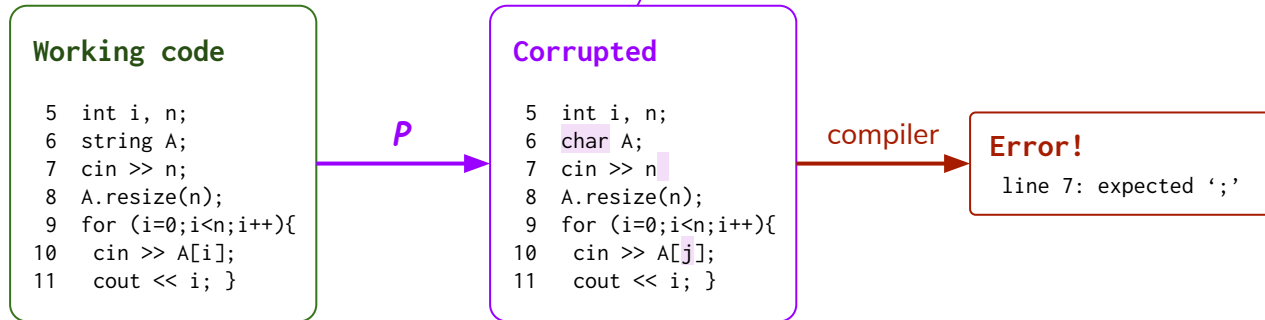 Working code
5 int i, n;
6 string A;
7 cin >> n;
8 A.resize(n);
9 for (i=0;i<n;i++){
10 cin >> A[i];
11 cout << i; }
P
Corrupted
5 int i, n;
6 char A;
7 cin >> n
8 A.resize(n);
9 for (i=0;i<n;i++){
10 cin >> A[j];
11 cout << i; }
compiler
Error!
line 7: expected ‘;’